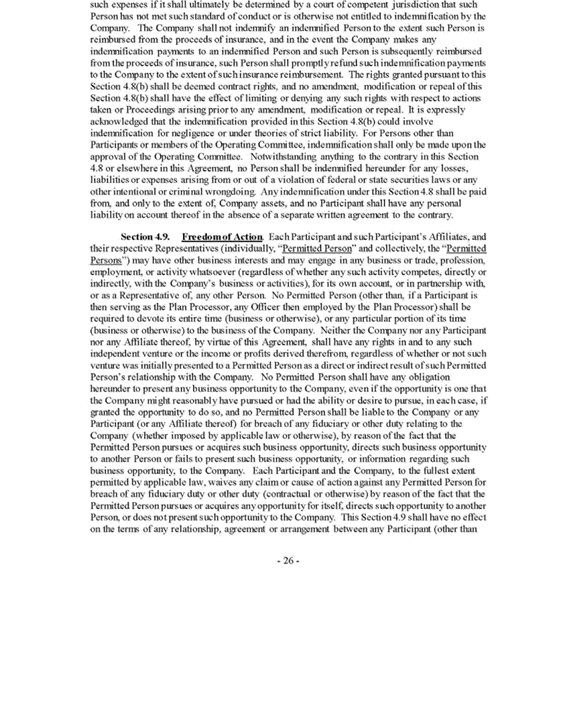 such expenses if it shall ultimately be determined by a court of competent jurisdiction that such
Person has not met such standard of conduct or is otherwise not entitled to indemnification by the
Company. The Company shall not indemnify an indemnified Person to the extent such Person is
reimbursed from the proceeds of insurance, and in the event the Company makes any
indemnification payments to an indemnified Person and such Person is subsequently reimbursed
from the proceeds of insurance, such Person shall promptly refund such indemnification payments
to the Company to the extent of such insurance reimbursement. The rights granted pursuant to this
Section 4.8(b) shall be deemed contract rights, and no amendment, modification or repeal of this
Section 4.8(b) shall have the effect of limiting or denying any such rights with respect to actions
taken or Proceedings arising prior to any amendment, modification or repeal. It is expressly
acknowledged that the indemnification provided in this Section 4.8(b) could involve
indemnification for negligence or under theories of strict liability. For Persons other than
Participants or members of the Operating Committee, indemnification shall only be made upon the
approval of the Operating Committee. Notwithstanding anything to the contrary in this Section
4.8 or elsewhere in this Agreement, no Person shall be indemnified hereunder for any losses,
liabilities or expenses arising from or out of a violation of federal or state securities laws or any
other intentional or criminal wrongdoing. Any indemnification under this Section 4.8 shall be paid
from, and only to the extent of, Company assets, and no Participant shall have any personal
liability on account thereof in the absence of a separate written agreement to the contrary.
Section 4.9. Freedom of Action. Each Participant and such Participant's Affiliates, and
their respective Representatives (individually, "Permitted Person" and collectively, the "Permitted
Persons") may have other business interests and may engage in any business or trade, profession,
employment, or activity whatsoever (regardless of whether any such activity competes, directly or
indirectly, with the Company's business or activities), for its own account, or in partnership with,
or as a Representative of, any other Person. No Permitted Person (other than, if a Participant is
then serving as the Plan Processor, any Officer then employed by the Plan Processor) shall be
required to devote its entire time (business or otherwise), or any particular portion of its time
(business or otherwise) to the business of the Company. Neither the Company nor any Participant
nor any Affiliate thereof, by virtue of this Agreement, shall have any rights in and to any such
independent venture or the income or profits derived therefrom, regardless of whether or not such
venture was initially presented to a Permitted Person as a direct or indirect result of such Permitted
Person's relationship with the Company. No Permitted Person shall have any obligation
hereunder to present any business opportunity to the Company, even if the opportunity is one that
the Company might reasonably have pursued or had the ability or desire to pursue, in each case, if
granted the opportunity to do so, and no Permitted Person shall be liable to the Company or any
Participant (or any Affiliate thereof) for breach of any fiduciary or other duty relating to the
Company (whether imposed by applicable law or otherwise), by reason of the fact that the
Permitted Person pursues or acquires such business opportunity, directs such business opportunity
to another Person or fails to present such business opportunity, or information regarding such
business opportunity, to the Company. Each Participant and the Company, to the fullest extent
permitted by applicable law, waives any claim or cause of action against any Permitted Person for
breach of any fiduciary duty or other duty (contractual or otherwise) by reason of the fact that the
Permitted Person pursues or acquires any opportunity for itself, directs such opportunity to another
Person, or does not present such opportunity to the Company. This Section 4.9 shall have no effect
on the terms of any relationship, agreement or arrangement between any Participant (other than
- 26 -